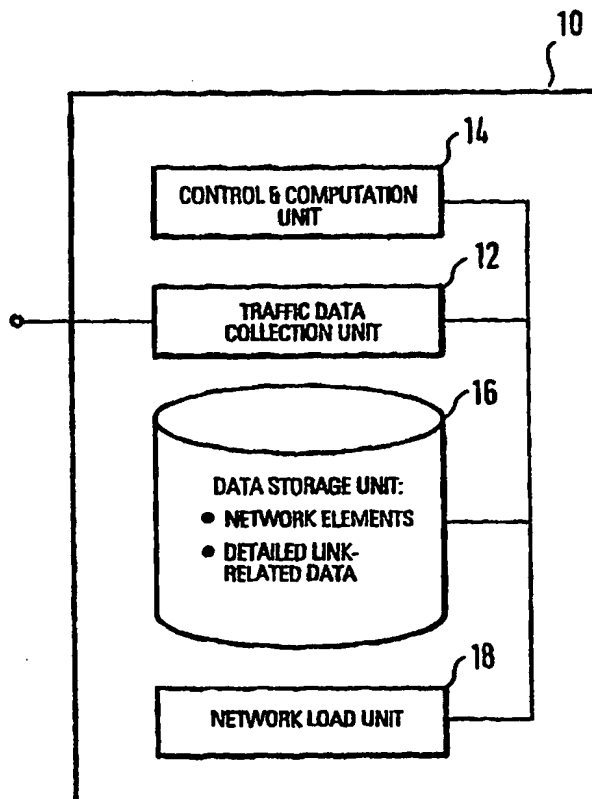 10
14
CONTROL & COMPUTATION
UNIT
12
TRAFFIC DATA
COLLECTION UNIT
16
DATA STORAGE UNIT:
● NETWORK ELEMENTS
● DETAILED LINK-
RELATED DATA
18
NETWORK LOAD UNIT